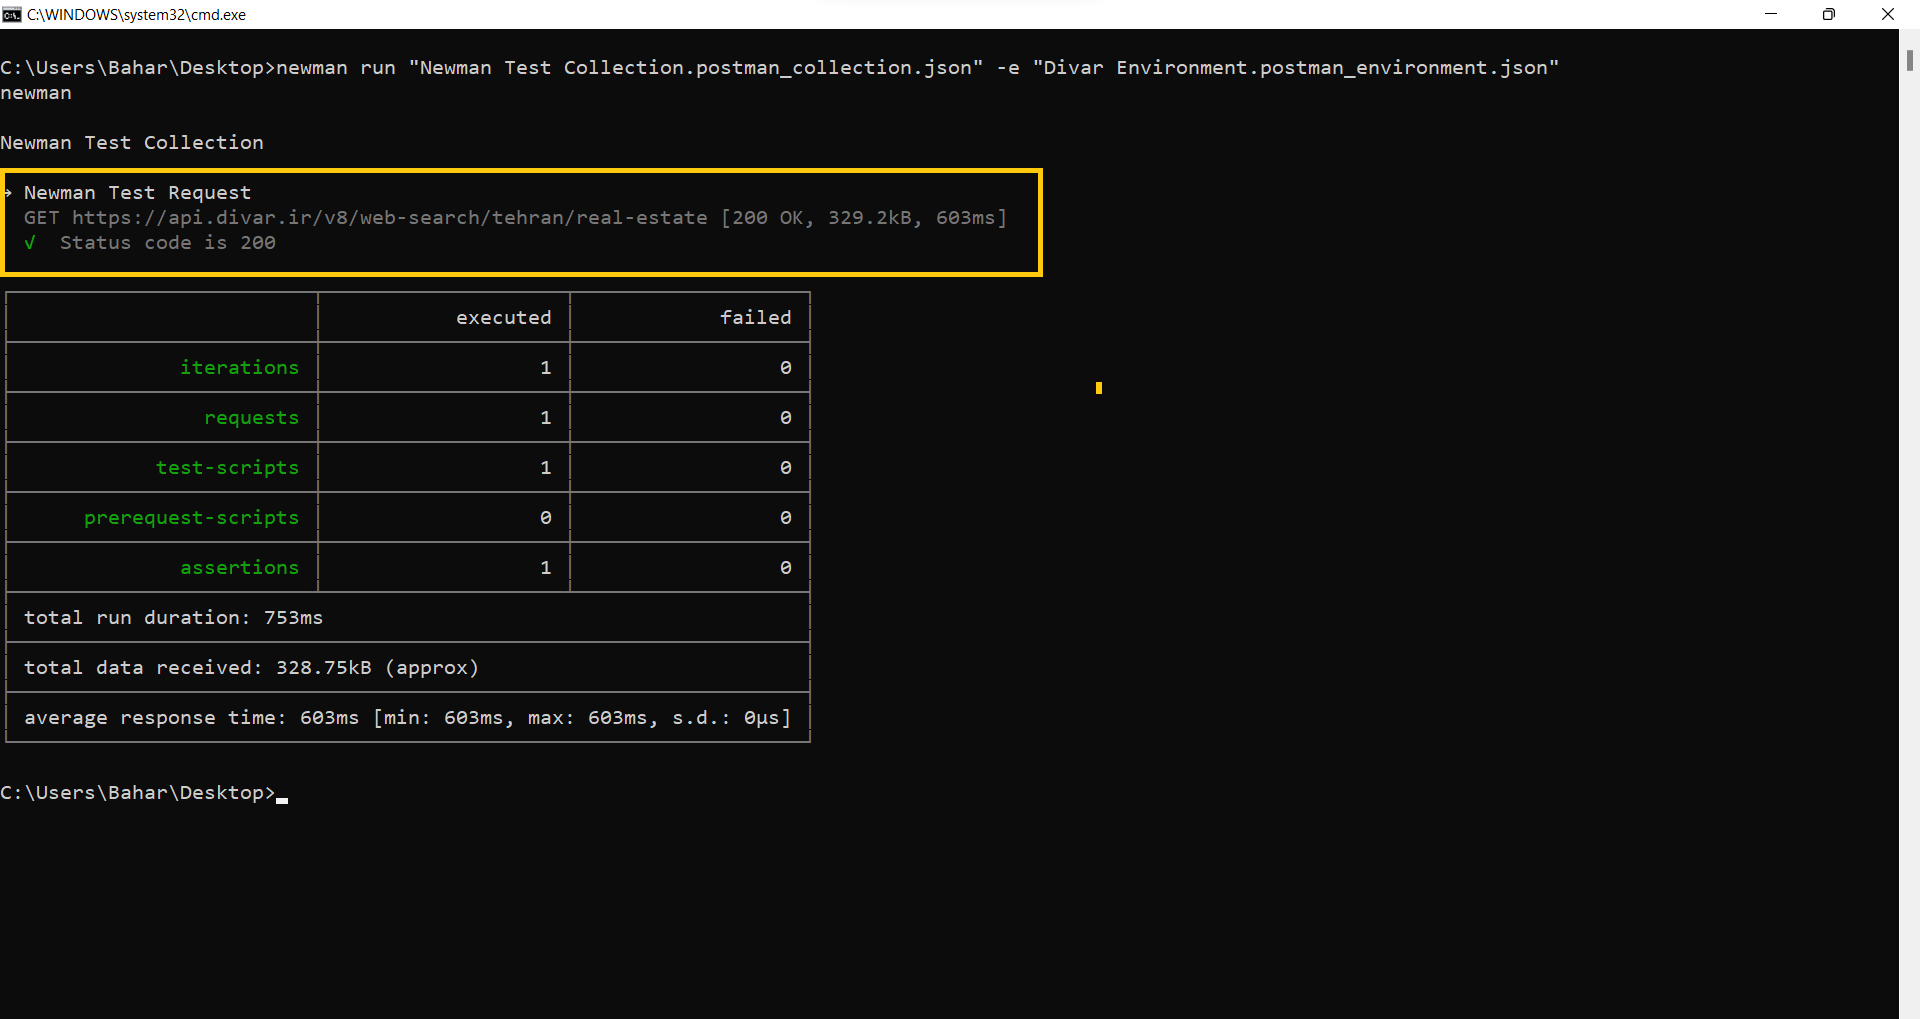 C:\WINDOWS\system32\cmd.exe
C:\Users\Bahar\Desktop>newman run "Newman Test Collection.postman_collection.json" -e "Divar Environment.postman_environment.json"
newman
Newman Test Collection
→ Newman Test Request
GET https://api.divar.ir/v8/web-search/tehran/real-estate [200 OK, 329.2kB, 603ms]
√ Status code is 200
executed failed
iterations 1 0
requests 1 0
test-scripts 1 0
prerequest-scripts 0 0
assertions 1 0
total run duration: 753ms
total data received: 328.75kB (approx)
average response time: 603ms [min: 603ms, max: 603ms, s.d.: 0µs]
C:\Users\Bahar\Desktop>